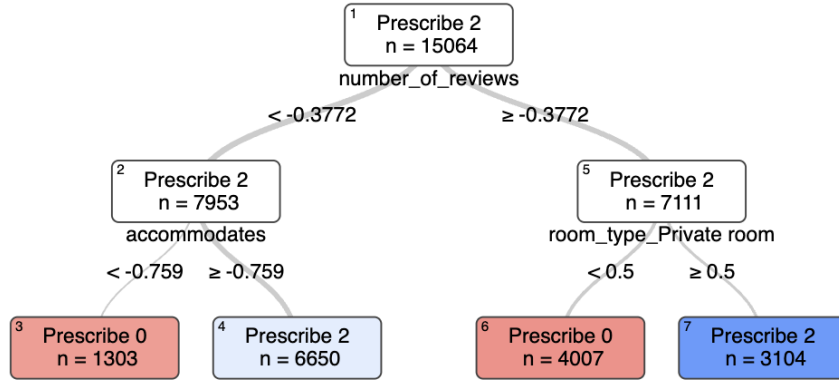 1
Prescribe 2
n = 15064
number_of_reviews
< -0.3772
≥ -0.3772
2
Prescribe 2
n = 7953
accommodates
5
Prescribe 2
n = 7111
room_type_Private room
< -0.759
≥ -0.759
< 0.5
≥ 0.5
3
Prescribe 0
n = 1303
4
Prescribe 2
n = 6650
6
Prescribe 0
n = 4007
7
Prescribe 2
n = 3104